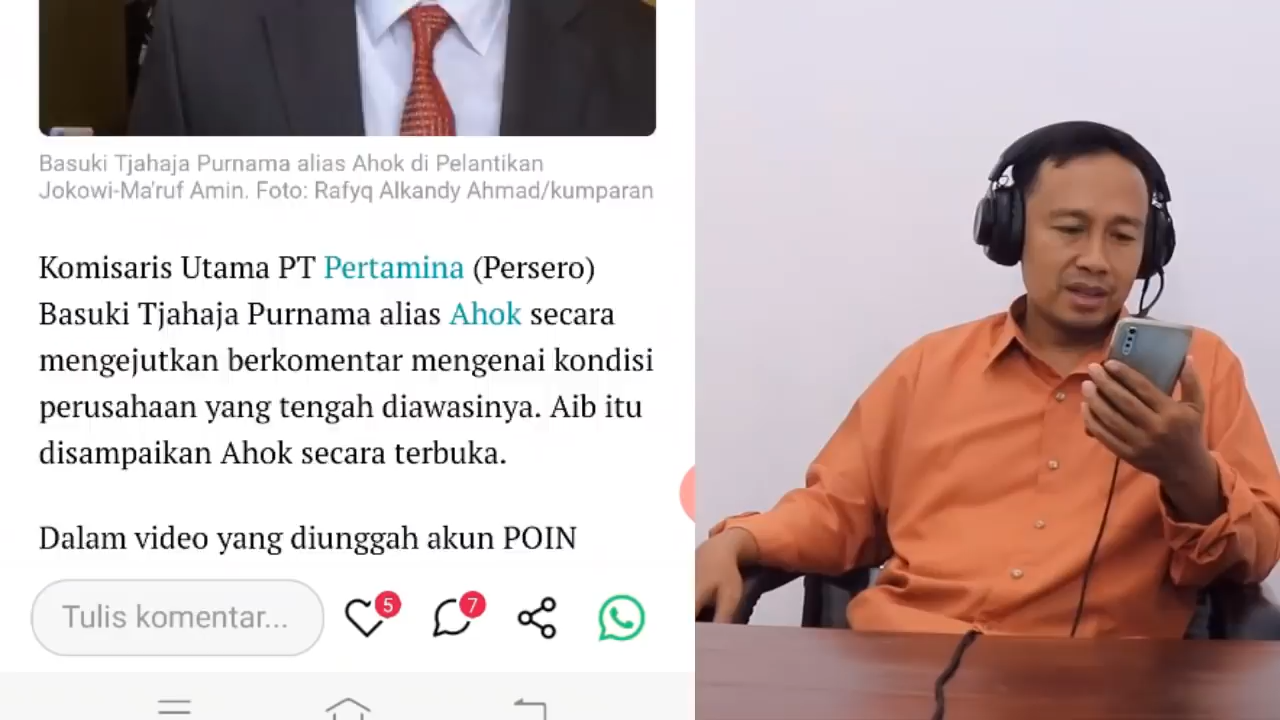 Basuki Tjahaja Purnama alias Ahok di Pelantikan
Jokowi-Ma'ruf Amin. Foto: Rafyq Alkandy Ahmad/kumparan
Komisaris Utama PT Pertamina (Persero)
Basuki Tjahaja Purnama alias Ahok secara
mengejutkan berkomentar mengenai kondisi
perusahaan yang tengah diawasinya. Aib itu
disampaikan Ahok secara terbuka.
Dalam video yang diunggah akun POIN
Tulis komentar... 5 7